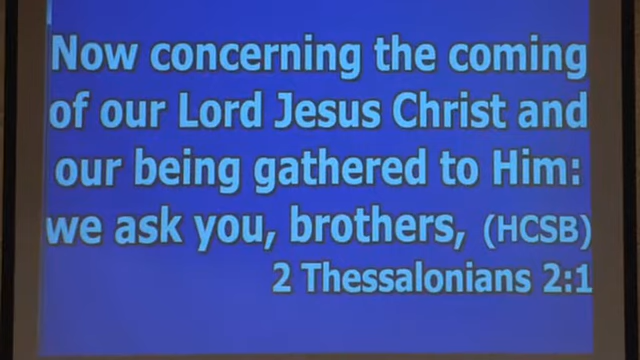 Now concerning the coming
of our Lord Jesus Christ and
our being gathered to Him:
we ask you, brothers, (HCSB)
2 Thessalonians 2:1